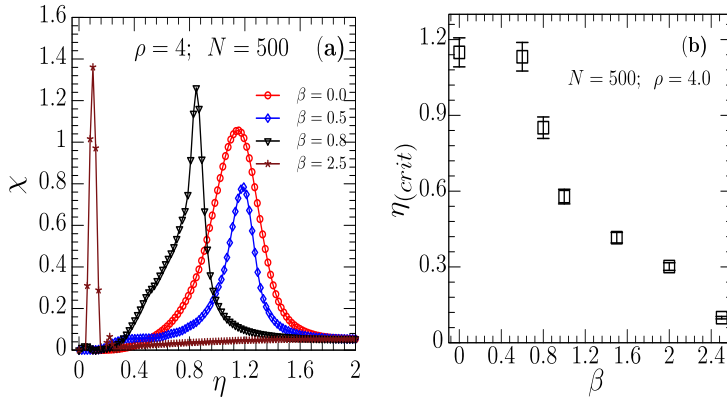 ρ = 4; N = 500 (a)
β = 0.0
β = 0.5
β = 0.8
β = 2.5
1.6
1.4
1.2
1
0.8
0.6
0.4
0.2
0
χ
0 0.4 0.8 1.2 1.6 2
η
(b)
N = 500; ρ = 4.0
1.2
0.9
0.6
0.3
0
η(crit)
0 0.4 0.8 1.2 1.6 2 2.4
β